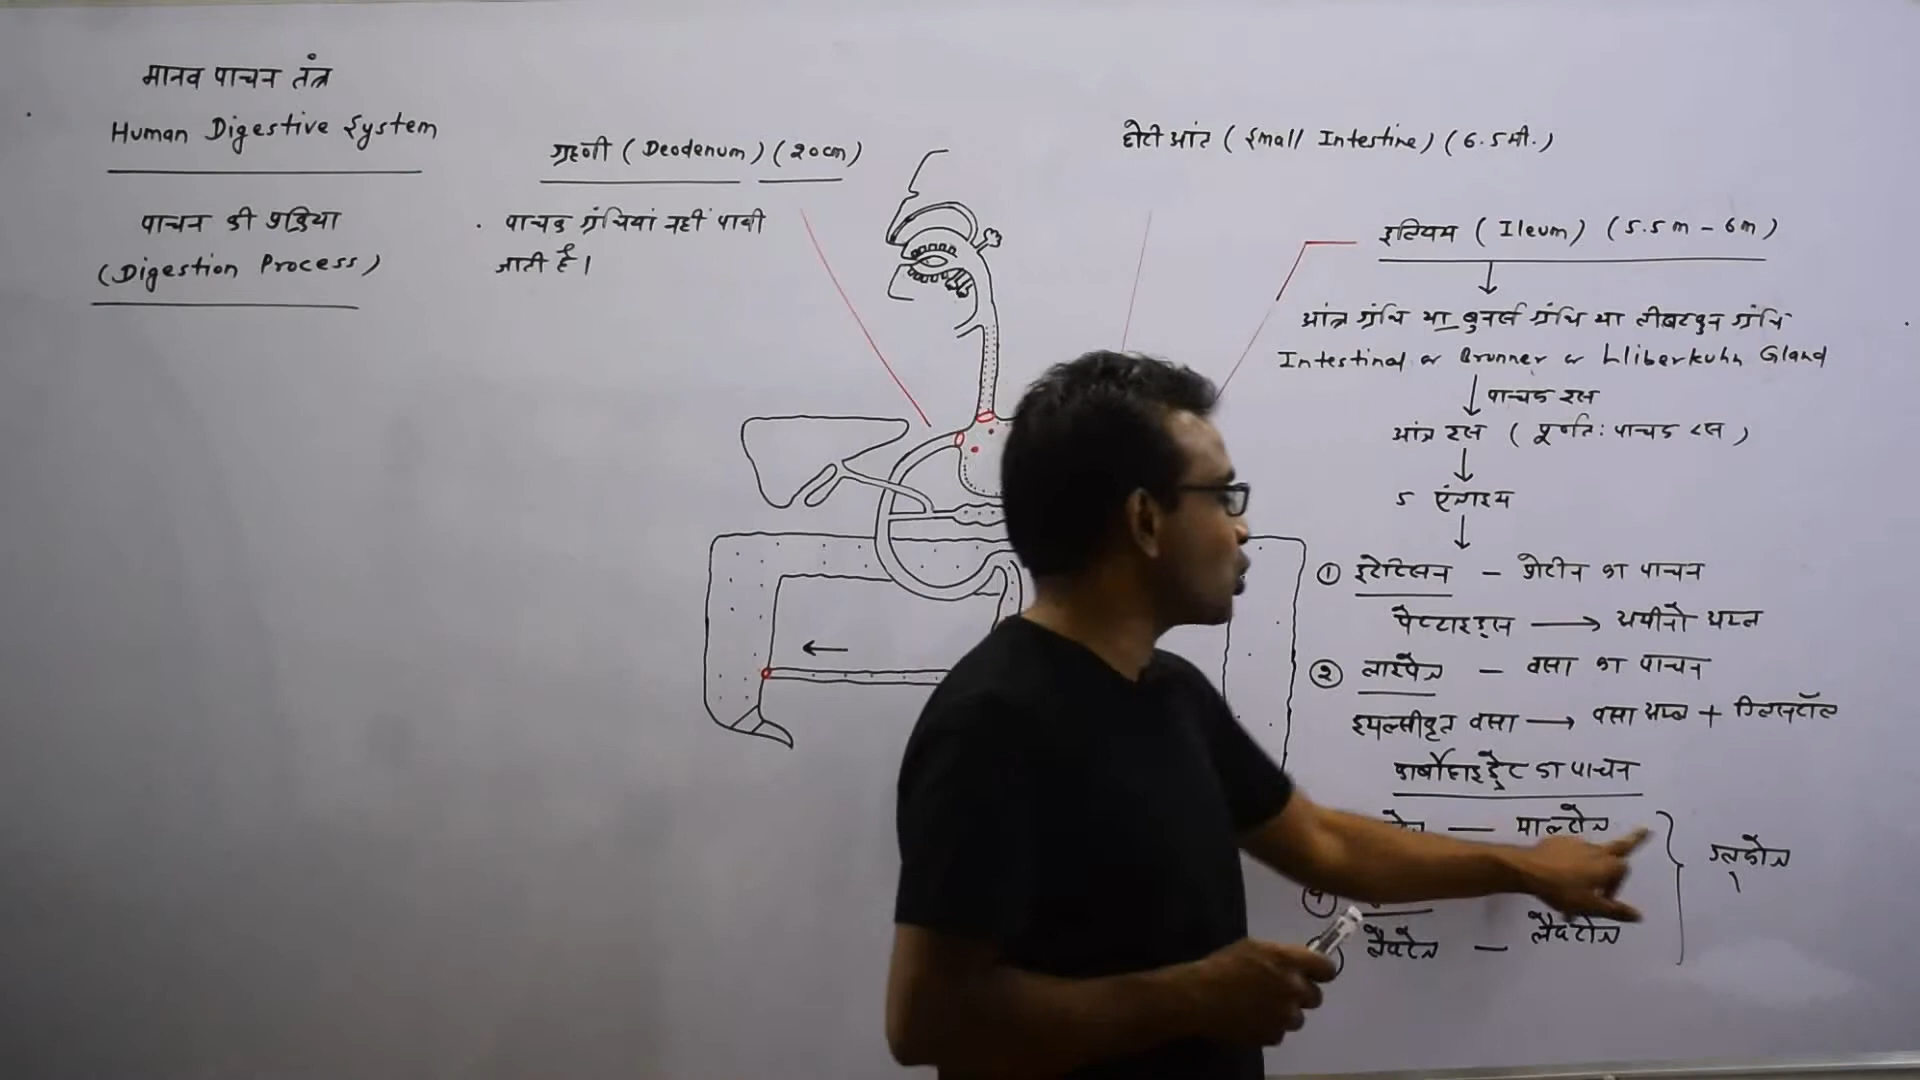 मानव पाचन तंत्र
Human Digestive System
पाचन की प्रक्रिया
(Digestion Process)
ग्रहणी (Deodenum) (20cm)
· पाचक ग्रंथियां नहीं पायी
जाती है।
छोटी आंत (Small Intestine) (6.5मी.)
इलियम (Ileum) (5.5m - 6m)
आंत्र ग्रंथि या ब्रुनर्स ग्रंथि या लीबरकुन ग्रंथि
Intestinal or Brunner or Lliberkuhn Gland
पाचक रस
आंत्र रस (पूर्णतः पाचक रस)
5 एंजाइम
① इरेप्सिन - प्रोटीन का पाचन
पेप्टाइड्स → अमीनो अम्ल
② लाइपेज - वसा का पाचन
इमल्सीकृत वसा → वसा अम्ल + ग्लिसरॉल
कार्बोहाइड्रेट का पाचन
— माल्टोज
ग्लूकोज
④
लैक्टेज — लैक्टोज